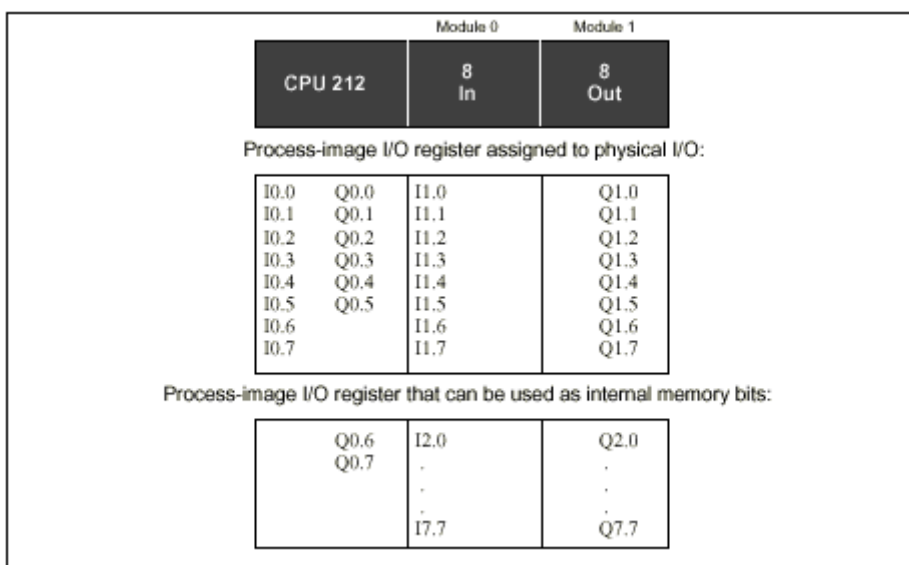 Module 0 Module 1
CPU 212 8 In 8 Out
Process-image I/O register assigned to physical I/O:
I0.0 Q0.0 I1.0 Q1.0
I0.1 Q0.1 I1.1 Q1.1
I0.2 Q0.2 I1.2 Q1.2
I0.3 Q0.3 I1.3 Q1.3
I0.4 Q0.4 I1.4 Q1.4
I0.5 Q0.5 I1.5 Q1.5
I0.6 I1.6 Q1.6
I0.7 I1.7 Q1.7
Process-image I/O register that can be used as internal memory bits:
Q0.6 I2.0 Q2.0
Q0.7 . .
. .
. .
I7.7 Q7.7